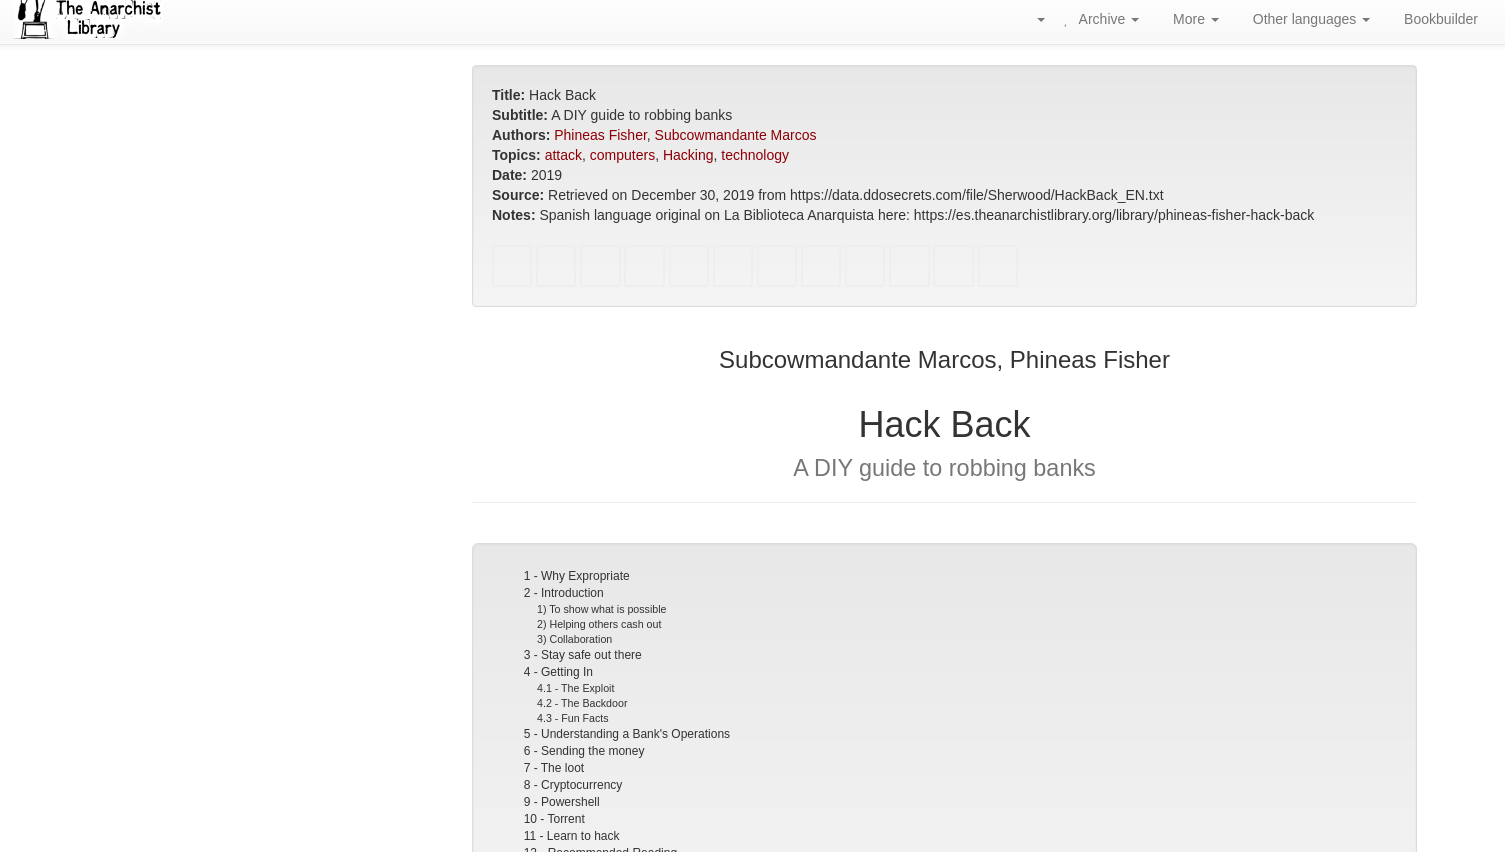 The Anarchist
Library
Archive
More
Other languages
Bookbuilder
Title: Hack Back
Subtitle: A DIY guide to robbing banks
Authors: Phineas Fisher, Subcowmandante Marcos
Topics: attack, computers, Hacking, technology
Date: 2019
Source: Retrieved on December 30, 2019 from https://data.ddosecrets.com/file/Sherwood/HackBack_EN.txt
Notes: Spanish language original on La Biblioteca Anarquista here: https://es.theanarchistlibrary.org/library/phineas-fisher-hack-back
Subcowmandante Marcos, Phineas Fisher
Hack Back
A DIY guide to robbing banks
1 - Why Expropriate
2 - Introduction
1) To show what is possible
2) Helping others cash out
3) Collaboration
3 - Stay safe out there
4 - Getting In
4.1 - The Exploit
4.2 - The Backdoor
4.3 - Fun Facts
5 - Understanding a Bank's Operations
6 - Sending the money
7 - The loot
8 - Cryptocurrency
9 - Powershell
10 - Torrent
11 - Learn to hack
12 - Recommended Reading